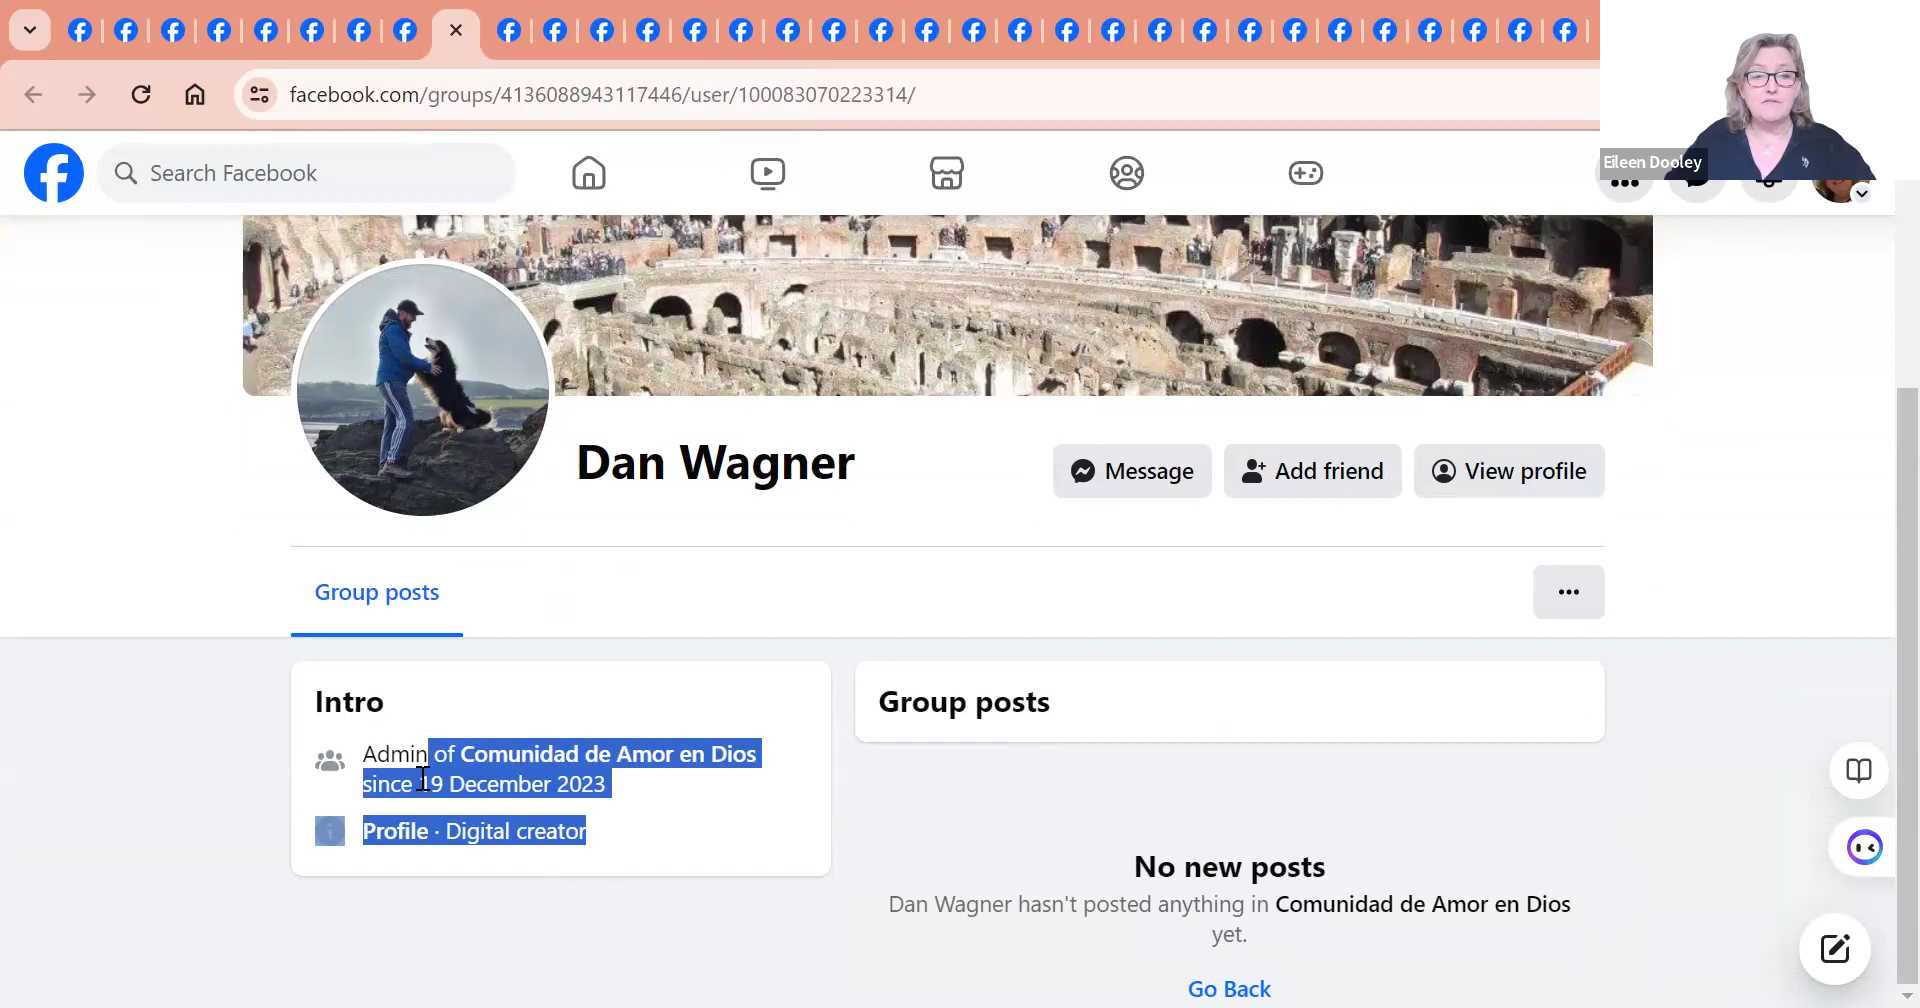 facebook.com/groups/4136088943117446/user/100083070223314/
Eileen Dooley
Search Facebook
Dan Wagner
Message
Add friend
View profile
Group posts
Intro
Admin of Comunidad de Amor en Dios
since 19 December 2023
Profile · Digital creator
Group posts
No new posts
Dan Wagner hasn't posted anything in Comunidad de Amor en Dios
yet.
Go Back